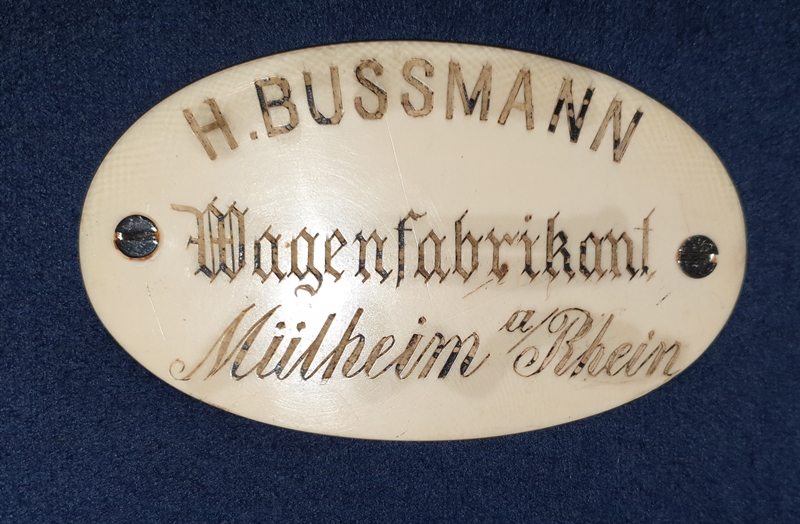 H. BUSSMANN
Wagenfabrikant
Mülheim a/Rhein